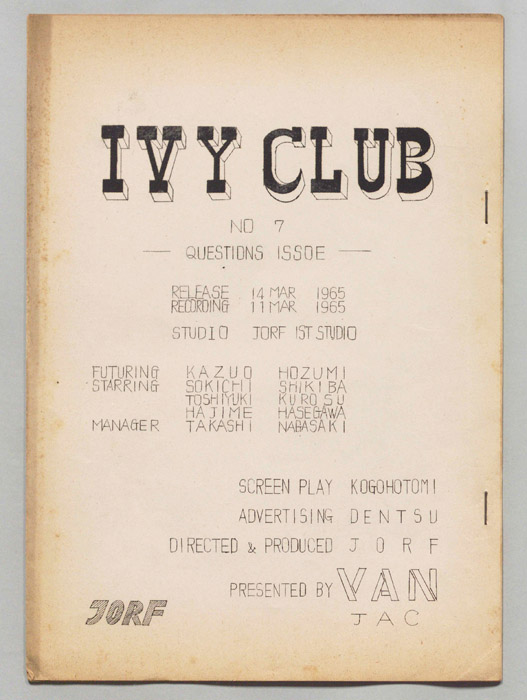 IVY CLUB
NO 7
QUESTIONS ISSOE
RELEASE 14 MAR 1965
RECORDING 11 MAR 1965
STUDIO JORF 1ST STUDIO
FUTURING KAZUO HOZUMI
STARRING SOKICHI SHIKIBA
TOSHIYUKI KUROSU
HAJIME HASEGAWA
MANAGER TAKASHI NABASAKI
SCREEN PLAY KOGOHOTOMI
ADVERTISING DENTSU
DIRECTED & PRODUCED JORF
PRESENTED BY VAN
JAC
JORF